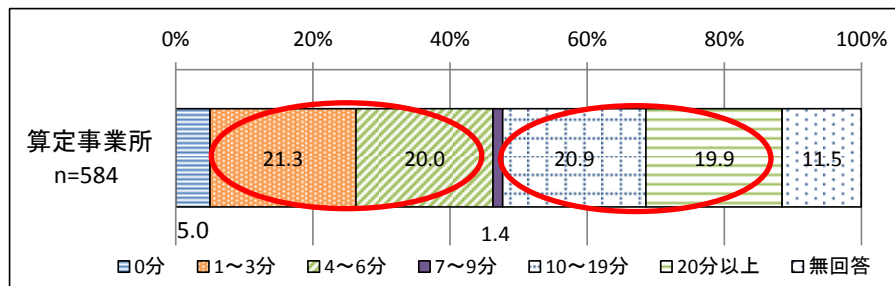 0% 20% 40% 60% 80% 100%
算定事業所
n=584
21.3 20.0 20.9 19.9 11.5
5.0 1.4
0分 1～3分 4～6分 7～9分 10～19分 20分以上 無回答